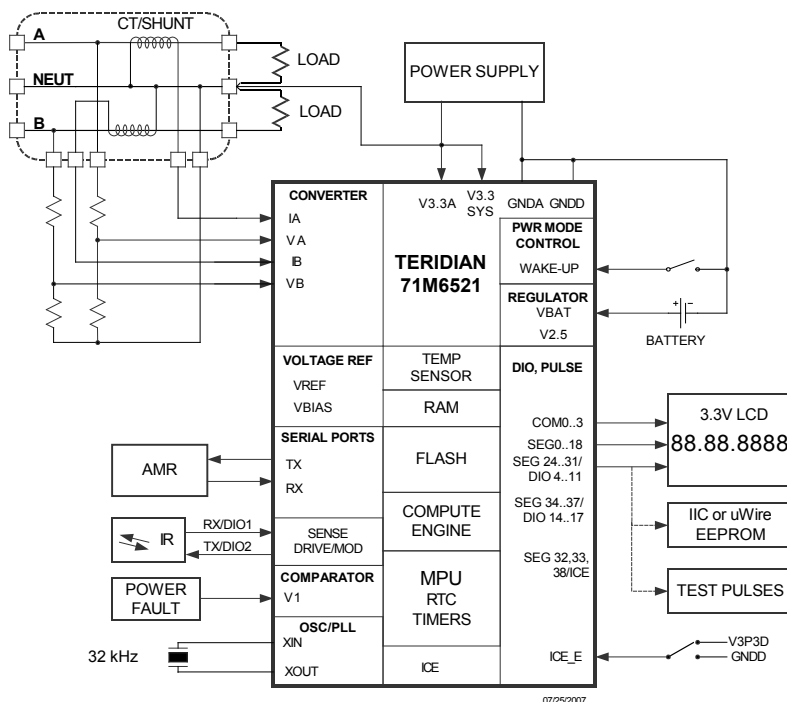 CT/SHUNT
A
LOAD
NEUT
LOAD
B
POWER SUPPLY
CONVERTER
IA
VA
IB
VB
V3.3A
V3.3
SYS
GNDA GNDD
TERIDIAN
71M6521
PWR MODE
CONTROL
WAKE-UP
REGULATOR
VBAT
V2.5
+ –
BATTERY
VOLTAGE REF
VREF
VBIAS
TEMP
SENSOR
RAM
DIO, PULSE
COM0..3
SEG0..18
SEG 24..31/
DIO 4..11
SEG 34..37/
DIO 14..17
SEG 32,33,
38/ICE
ICE_E
3.3V LCD
88.88.8888
IIC or uWire
EEPROM
TEST PULSES
V3P3D
GNDD
SERIAL PORTS
TX
RX
AMR
FLASH
IR
RX/DIO1
TX/DIO2
SENSE
DRIVE/MOD
COMPUTE
ENGINE
POWER
FAULT
COMPARATOR
V1
MPU
RTC
TIMERS
OSC/PLL
XIN
XOUT
32 kHz
ICE
07/25/2007